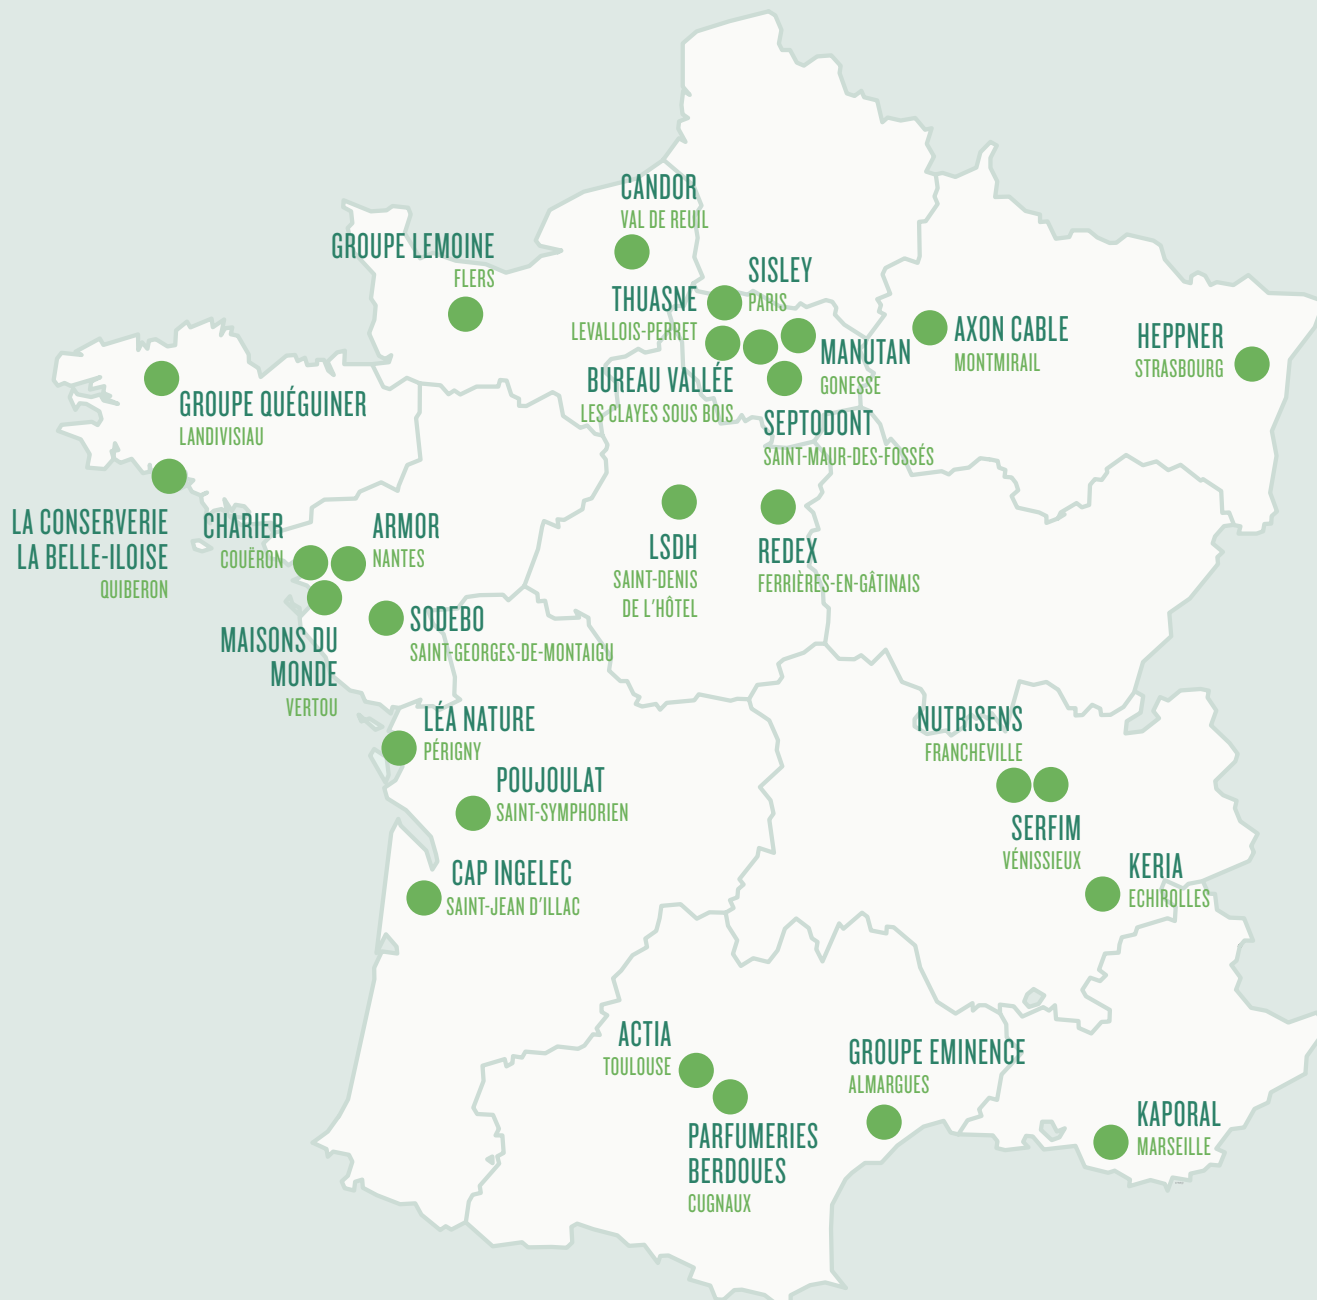 CANDOR
VAL DE REUIL
GROUPE LEMOINE
FLERS
SISLEY
PARIS
THUASNE
LEVALLOIS-PERRET
MANUTAN
GONESSE
AXON CABLE
MONTMIRAIL
HEPPNER
STRASBOURG
BUREAU VALLÉE
LES CLAYES SOUS BOIS
GROUPE QUÉGUINER
LANDIVISIAU
SEPTODONT
SAINT-MAUR-DES-FOSSÉS
LA CONSERVERIE
LA BELLE-ILOISE
QUIBERON
CHARIER
COUËRON
ARMOR
NANTES
LSDH
SAINT-DENIS
DE L'HÔTEL
REDEX
FERRIÈRES-EN-GÂTINAIS
SODEBO
SAINT-GEORGES-DE-MONTAIGU
MAISONS DU
MONDE
VERTOU
LÉA NATURE
PÉRIGNY
NUTRISENS
FRANCHEVILLE
POUJOULAT
SAINT-SYMPHORIEN
SERFIM
VÉNISSIEUX
CAP INGELEC
SAINT-JEAN D'ILLAC
KERIA
ECHIROLLES
ACTIA
TOULOUSE
GROUPE EMINENCE
ALMARGUES
PARFUMERIES
BERDOUES
CUGNAUX
KAPORAL
MARSEILLE